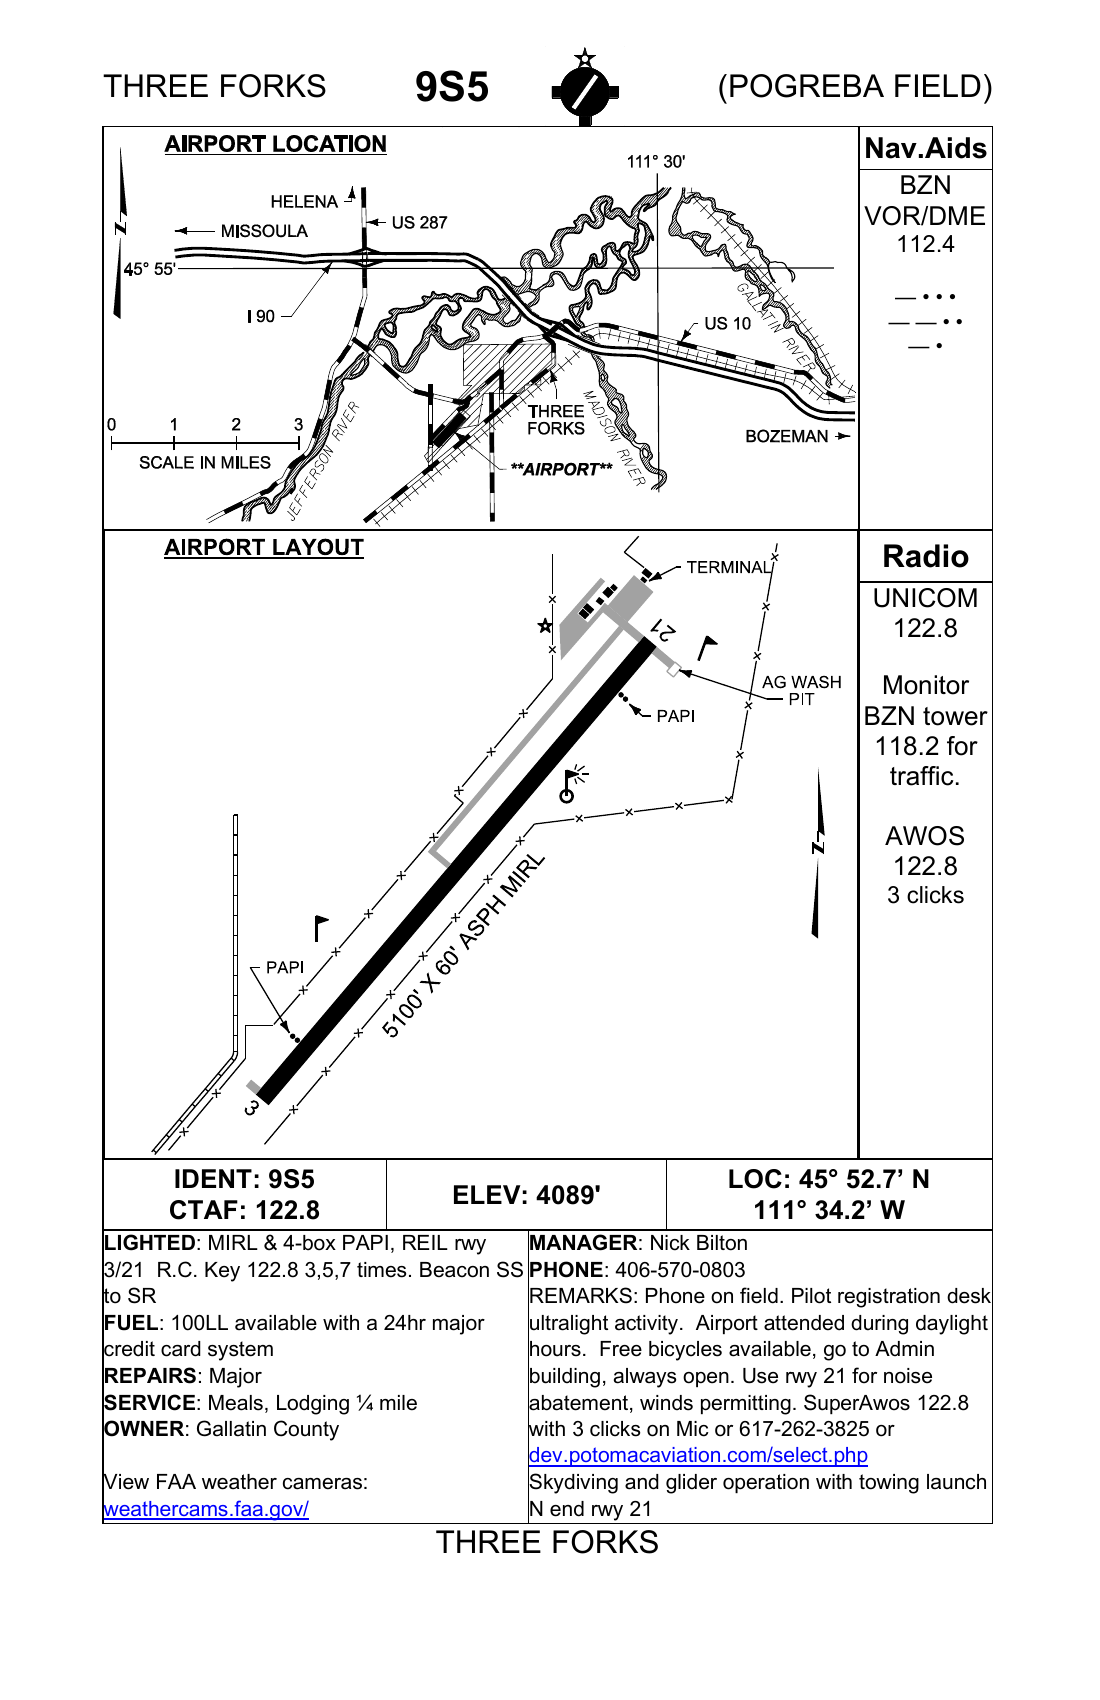 THREE FORKS 9S5 (POGREBA FIELD)
AIRPORT LOCATION
111° 30'
HELENA
US 287
MISSOULA
45° 55'
I 90
US 10
GALLATIN RIVER
0 1 2 3
SCALE IN MILES
JEFFERSON RIVER
THREE
FORKS
MADISON RIVER
BOZEMAN
**AIRPORT**
N
Nav.Aids
BZN
VOR/DME
112.4
— • • •
— — • •
— •
AIRPORT LAYOUT
TERMINAL
21
AG WASH
PIT
PAPI
N
5100' X 60' ASPH MIRL
PAPI
3
Radio
UNICOM
122.8
Monitor
BZN tower
118.2 for
traffic.
AWOS
122.8
3 clicks
IDENT: 9S5
CTAF: 122.8
ELEV: 4089'
LOC: 45° 52.7’ N
111° 34.2’ W
LIGHTED: MIRL & 4-box PAPI, REIL rwy
3/21 R.C. Key 122.8 3,5,7 times. Beacon SS
to SR
FUEL: 100LL available with a 24hr major
credit card system
REPAIRS: Major
SERVICE: Meals, Lodging ¼ mile
OWNER: Gallatin County
View FAA weather cameras:
weathercams.faa.gov/
MANAGER: Nick Bilton
PHONE: 406-570-0803
REMARKS: Phone on field. Pilot registration desk
ultralight activity. Airport attended during daylight
hours. Free bicycles available, go to Admin
building, always open. Use rwy 21 for noise
abatement, winds permitting. SuperAwos 122.8
with 3 clicks on Mic or 617-262-3825 or
dev.potomacaviation.com/select.php
Skydiving and glider operation with towing launch
N end rwy 21
THREE FORKS